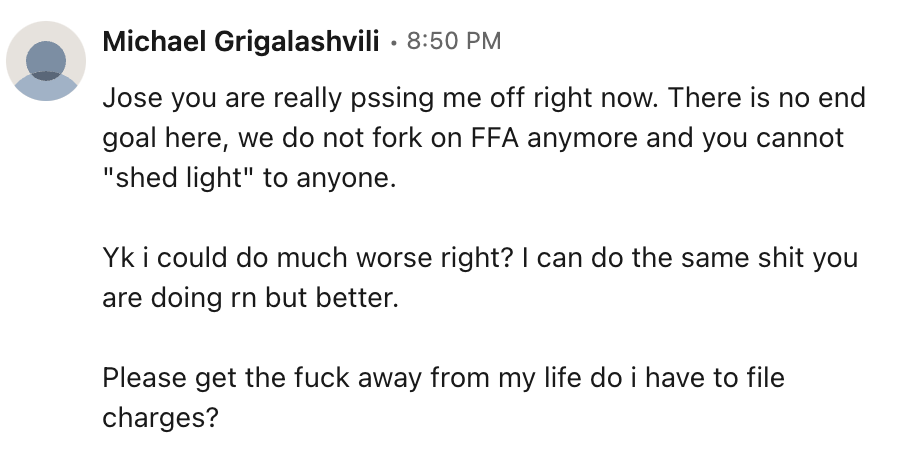 Michael Grigalashvili • 8:50 PM
Jose you are really pssing me off right now. There is no end
goal here, we do not fork on FFA anymore and you cannot
"shed light" to anyone.
Yk i could do much worse right? I can do the same shit you
are doing rn but better.
Please get the fuck away from my life do i have to file
charges?